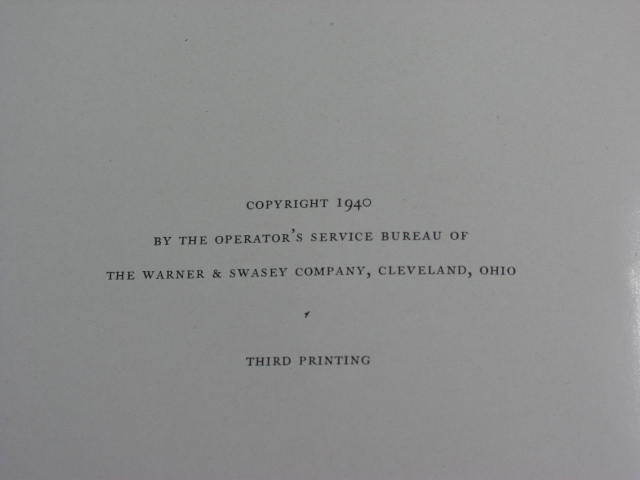 COPYRIGHT 1940
BY THE OPERATOR'S SERVICE BUREAU OF
THE WARNER & SWASEY COMPANY, CLEVELAND, OHIO
THIRD PRINTING